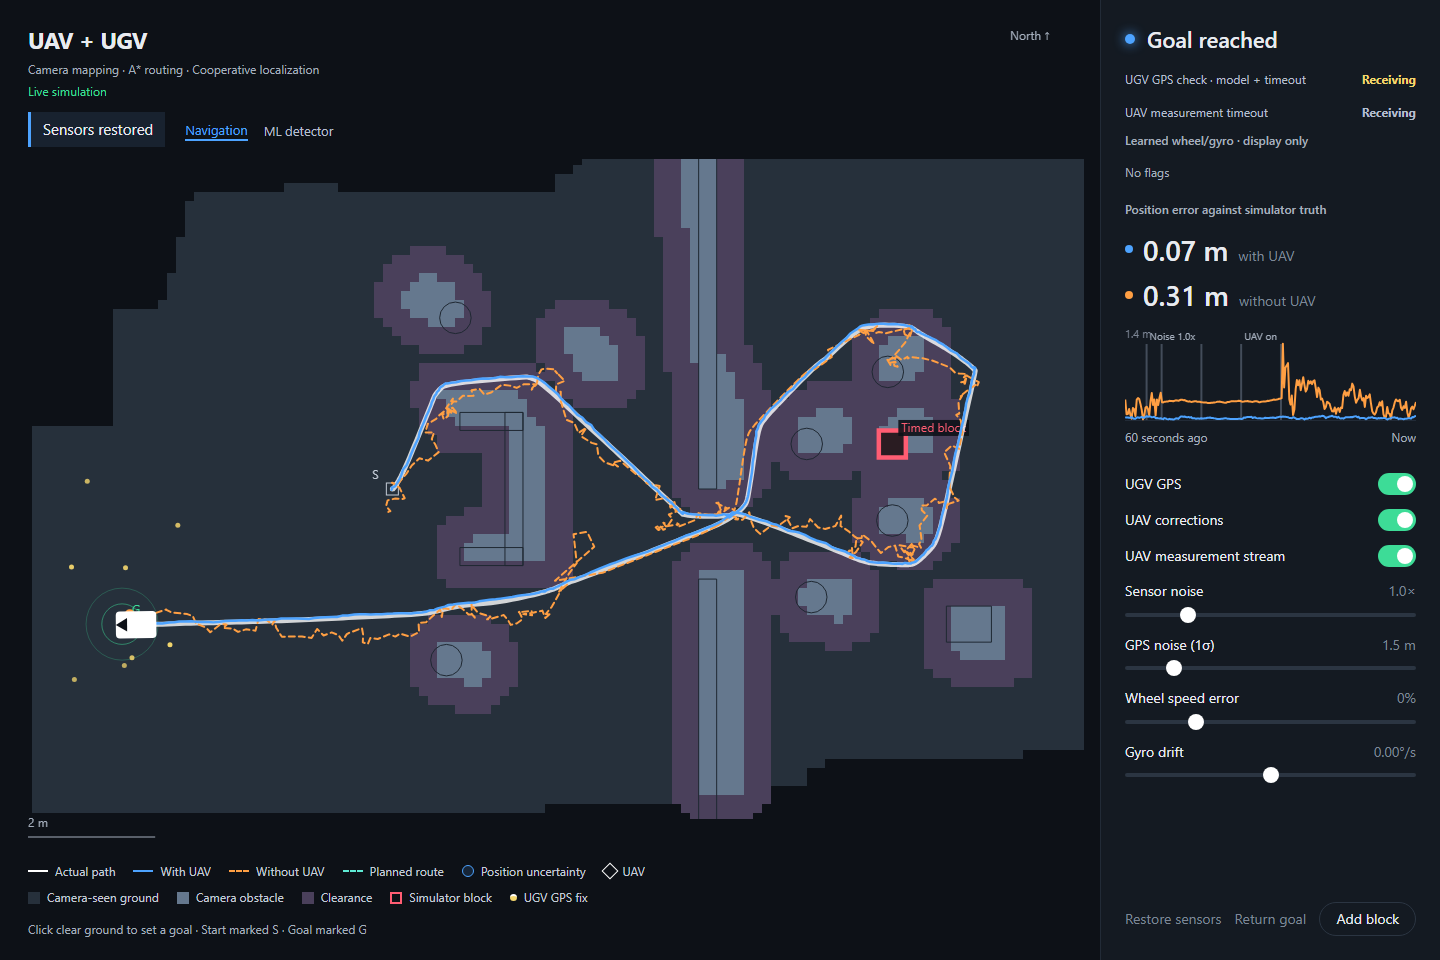 UAV + UGV
North ↑
Camera mapping · A* routing · Cooperative localization
Live simulation
Sensors restored
Navigation
ML detector
S
G
Timed block
2 m
Actual path
With UAV
Without UAV
Planned route
Position uncertainty
UAV
Camera-seen ground
Camera obstacle
Clearance
Simulator block
UGV GPS fix
Click clear ground to set a goal · Start marked S · Goal marked G
Goal reached
UGV GPS check · model + timeout Receiving
UAV measurement timeout Receiving
Learned wheel/gyro · display only
No flags
Position error against simulator truth
0.07 m with UAV
0.31 m without UAV
1.4 m Noise 1.0x UAV on
60 seconds ago Now
UGV GPS
UAV corrections
UAV measurement stream
Sensor noise 1.0×
GPS noise (1σ) 1.5 m
Wheel speed error 0%
Gyro drift 0.00°/s
Restore sensors Return goal Add block